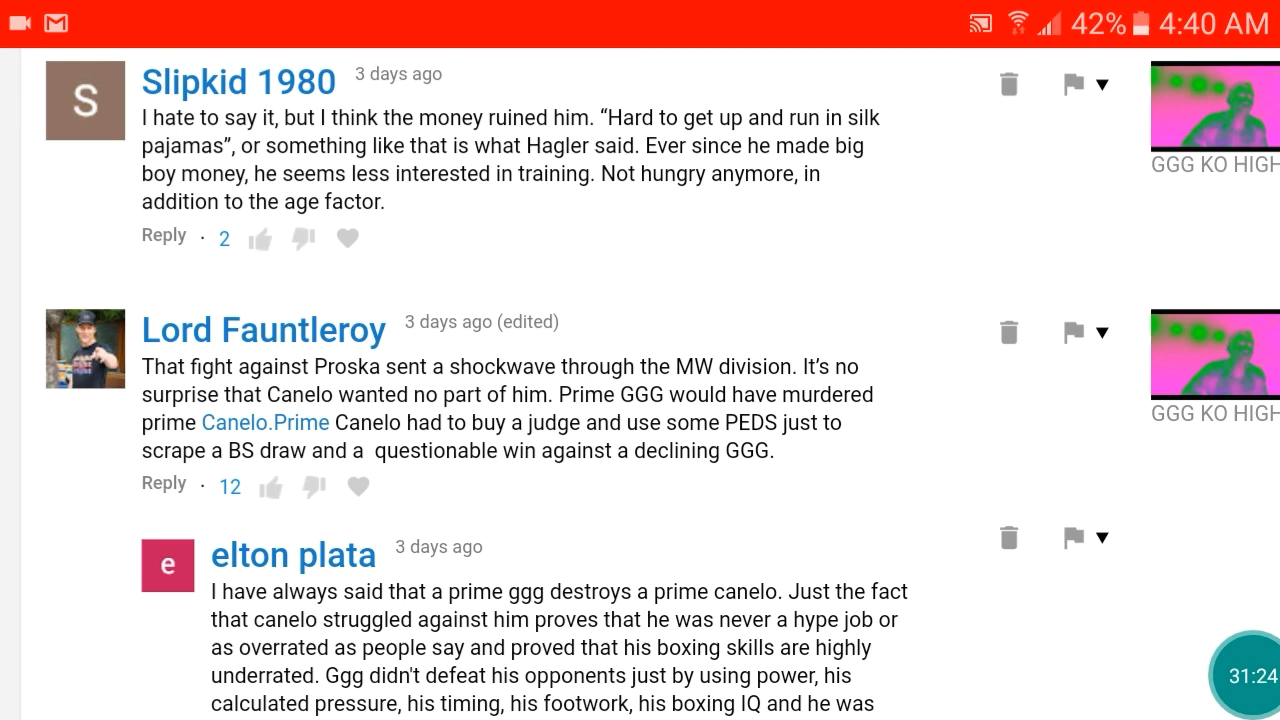 42% 4:40 AM
S
Slipkid 1980 3 days ago
I hate to say it, but I think the money ruined him. “Hard to get up and run in silk
pajamas”, or something like that is what Hagler said. Ever since he made big
boy money, he seems less interested in training. Not hungry anymore, in
addition to the age factor.
Reply · 2
GGG KO HIGH
Lord Fauntleroy 3 days ago (edited)
That fight against Proska sent a shockwave through the MW division. It’s no
surprise that Canelo wanted no part of him. Prime GGG would have murdered
prime Canelo.Prime Canelo had to buy a judge and use some PEDS just to
scrape a BS draw and a  questionable win against a declining GGG.
Reply · 12
GGG KO HIGH
e
elton plata 3 days ago
I have always said that a prime ggg destroys a prime canelo. Just the fact
that canelo struggled against him proves that he was never a hype job or
as overrated as people say and proved that his boxing skills are highly
underrated. Ggg didn't defeat his opponents just by using power, his
calculated pressure, his timing, his footwork, his boxing IQ and he was
31:24